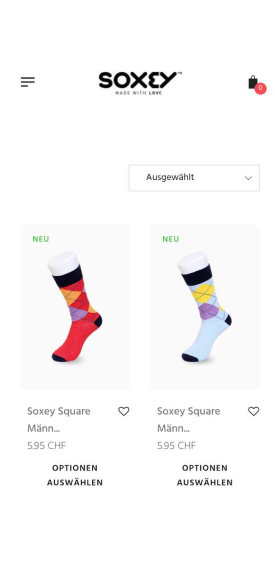 SOXEY
MADE WITH LOVE
0
Ausgewählt
NEU
NEU
Soxey Square
Männ...
5.95 CHF
OPTIONEN
AUSWÄHLEN
Soxey Square
Männ...
5.95 CHF
OPTIONEN
AUSWÄHLEN